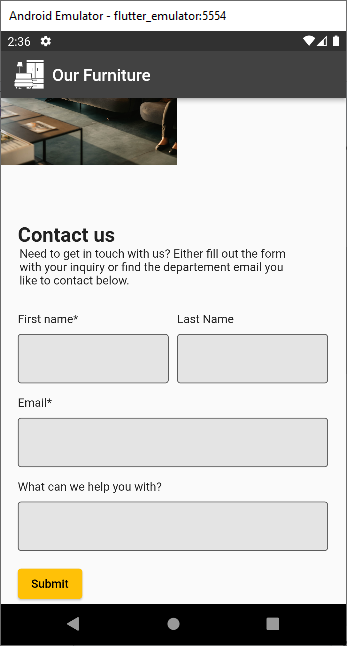 Android Emulator - flutter_emulator:5554
2:36
Our Furniture
Contact us
Need to get in touch with us? Either fill out the form
with your inquiry or find the departement email you
like to contact below.
First name* Last Name
Email*
What can we help you with?
Submit